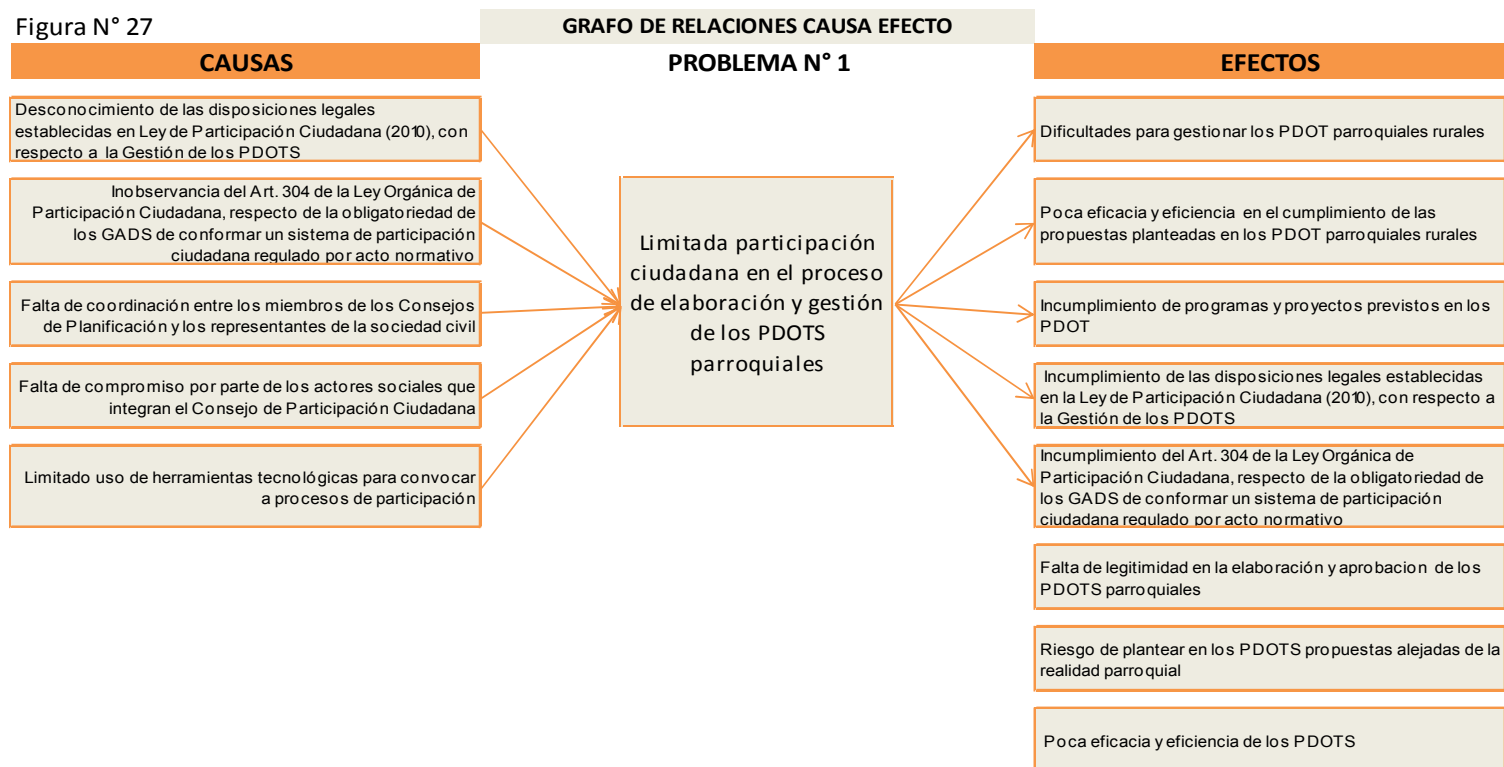 Figura N° 27
GRAFO DE RELACIONES CAUSA EFECTO
CAUSAS
PROBLEMA N° 1
EFECTOS
Desconocimiento de las disposiciones legales
establecidas en Ley de Participación Ciudadana (2010), con
respecto a la Gestión de los PDOTS
Inobservancia del Art. 304 de la Ley Orgánica de
Participación Ciudadana, respecto de la obligatoriedad de
los GADS de conformar un sistema de participación
ciudadana regulado por acto normativo
Falta de coordinación entre los miembros de los Consejos
de Planificación y los representantes de la sociedad civil
Falta de compromiso por parte de los actores sociales que
integran el Consejo de Participación Ciudadana
Limitado uso de herramientas tecnológicas para convocar
a procesos de participación
Limitada participación
ciudadana en el proceso
de elaboración y gestión
de los PDOTS
parroquiales
Dificultades para gestionar los PDOT parroquiales rurales
Poca eficacia y eficiencia en el cumplimiento de las
propuestas planteadas en los PDOT parroquiales rurales
Incumplimiento de programas y proyectos previstos en los
PDOT
Incumplimiento de las disposiciones legales establecidas
en la Ley de Participación Ciudadana (2010), con respecto a
la Gestión de los PDOTS
Incumplimiento del Art. 304 de la Ley Orgánica de
Participación Ciudadana, respecto de la obligatoriedad de
los GADS de conformar un sistema de participación
ciudadana regulado por acto normativo
Falta de legitimidad en la elaboración y aprobacion de los
PDOTS parroquiales
Riesgo de plantear en los PDOTS propuestas alejadas de la
realidad parroquial
Poca eficacia y eficiencia de los PDOTS